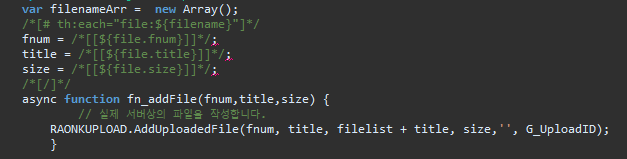 var filenameArr =  new Array();
/*[# th:each="file:${filename}"]*/
fnum = /*[[${file.fnum}]]*/;
title = /*[[${file.title}]]*/;
size = /*[[${file.size}]]*/;
/*[/]*/
async function fn_addFile(fnum,title,size) {
// 실제 서버상의 파일을 작성합니다.
RAONKUPLOAD.AddUploadedFile(fnum, title, filelist + title, size,'', G_UploadID);
}